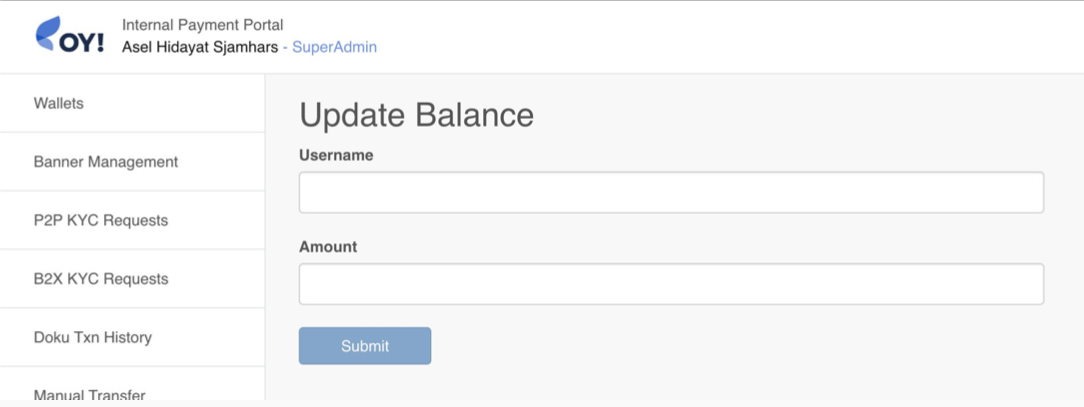 OY!
Internal Payment Portal
Asel Hidayat Sjamhars - SuperAdmin
Wallets
Banner Management
P2P KYC Requests
B2X KYC Requests
Doku Txn History
Manual Transfer
Update Balance
Username
Amount
Submit